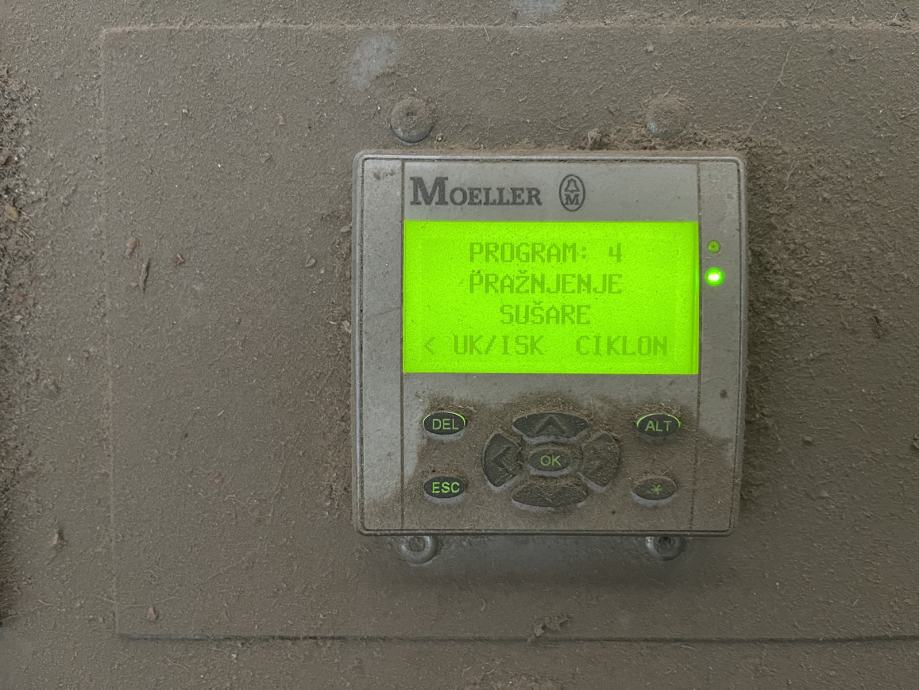 MOELLER
M
PROGRAM: 4
PRAŽNJENJE
SUŠARE
< UK/ISK CIKLON
DEL
ALT
OK
ESC
*